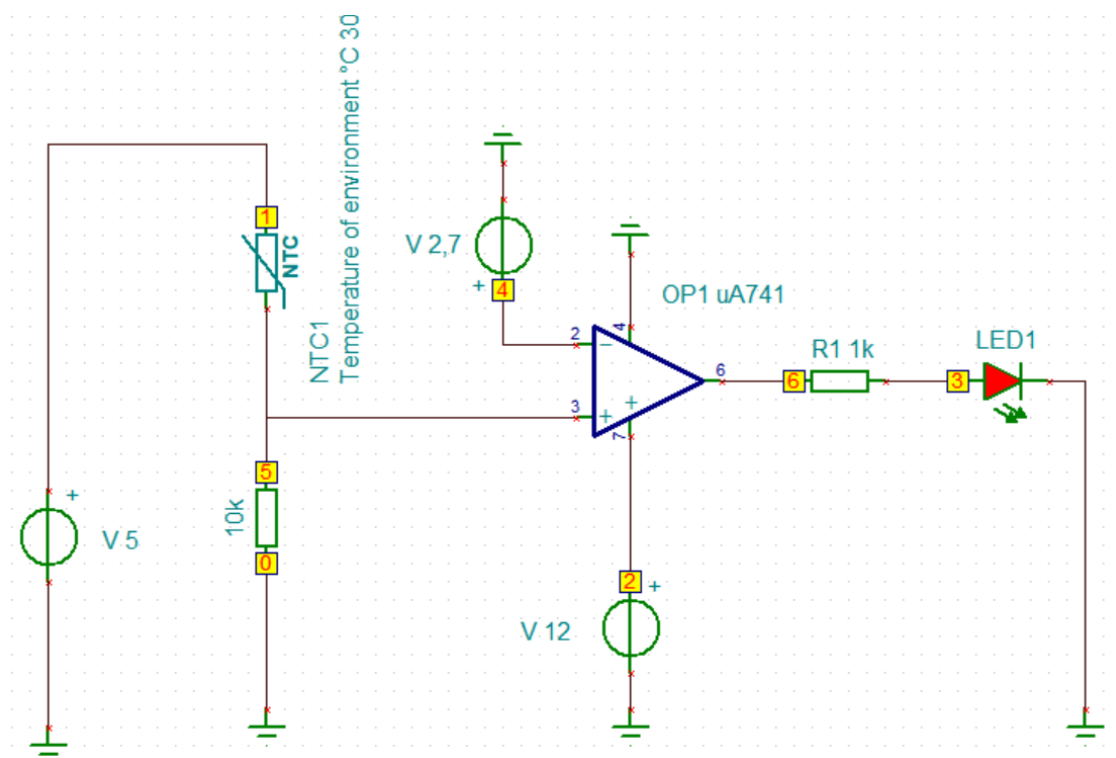 Temperature of environment °C 30
NTC1
1
NTC
V 2,7
+
4
OP1 uA741
4
2
−
R1 1k
LED1
6
6
3
3
+
+
7
5
10k
0
+
V 5
2
+
V 12